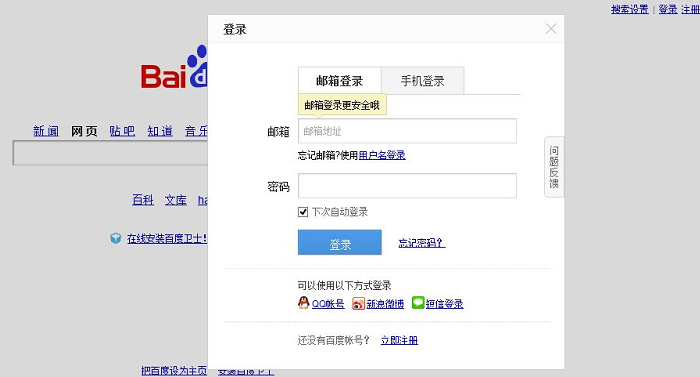 搜索设置 | 登录 注册
登录
Bai
邮箱登录 手机登录
邮箱登录更安全哦
新闻 网页 贴吧 知道 音乐
邮箱 邮箱地址
忘记邮箱?使用用户名登录
问题反馈
密码
百科 文库 ha
下次自动登录
在线安装百度卫士!
登录 忘记密码?
可以使用以下方式登录
QQ帐号 新浪微博 短信登录
还没有百度帐号? 立即注册
把百度设为主页 安装百度卫士